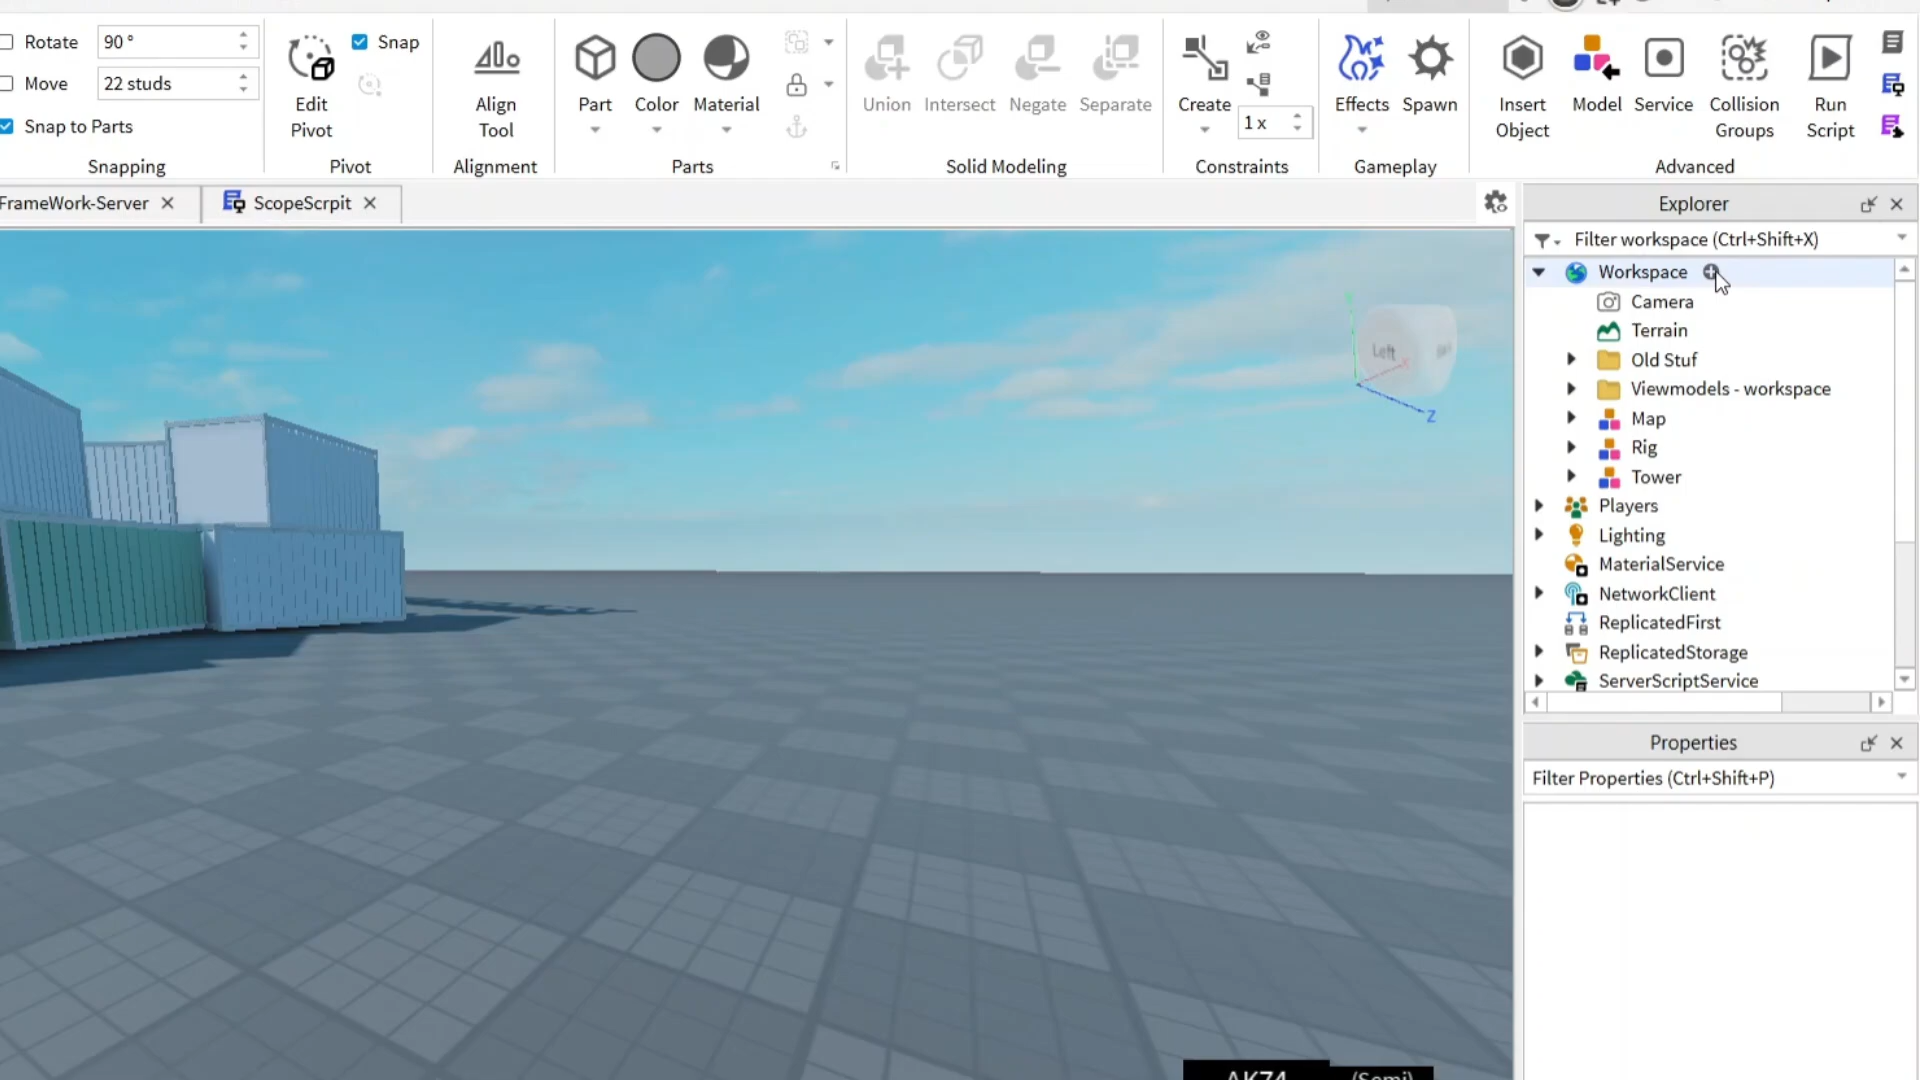 Rotate 90 ° Snap
Move 22 studs
Snap to Parts
Edit Pivot
Align Tool
Part Color Material
Union Intersect Negate Separate
Create 1 x
Effects Spawn
Insert Object
Model
Service
Collision Groups
Run Script
Snapping Pivot Alignment Parts Solid Modeling Constraints Gameplay Advanced
FrameWork-Server ScopeScrpit
Explorer
Filter workspace (Ctrl+Shift+X)
Workspace
Camera
Terrain
Old Stuf
Viewmodels - workspace
Map
Rig
Tower
Players
Lighting
MaterialService
NetworkClient
ReplicatedFirst
ReplicatedStorage
ServerScriptService
Properties
Filter Properties (Ctrl+Shift+P)
Left
Z
AK74 (Semi)